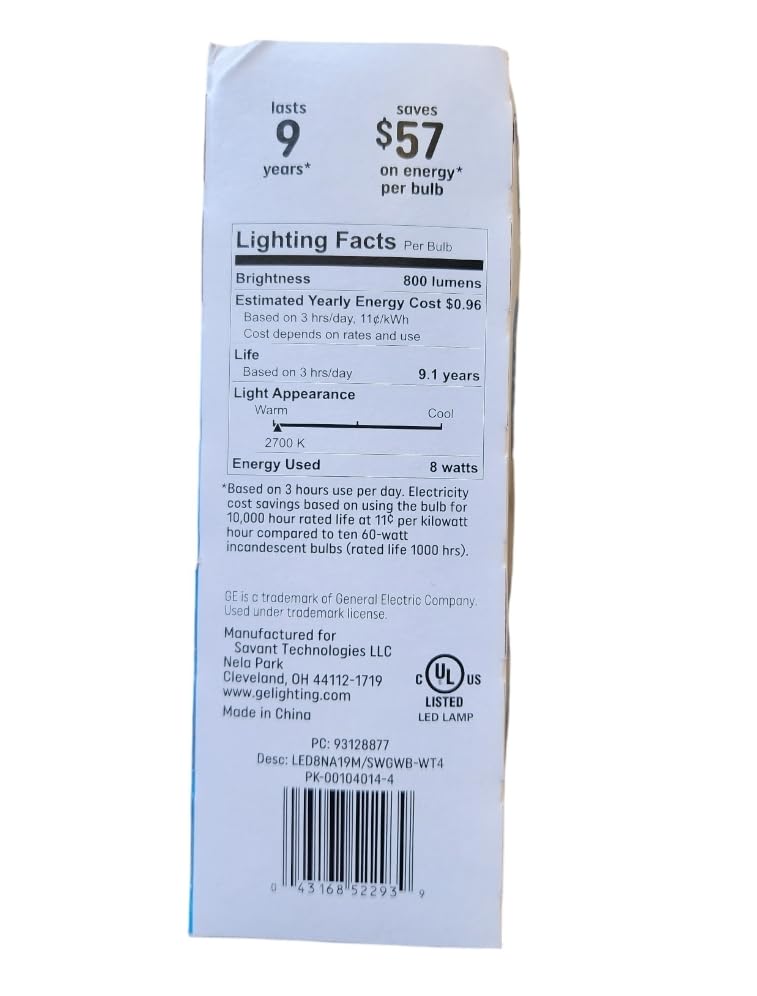 lasts
9
years*
saves
$57
on energy*
per bulb
Lighting Facts Per Bulb
Brightness 800 lumens
Estimated Yearly Energy Cost $0.96
Based on 3 hrs/day, 11¢/kWh
Cost depends on rates and use
Life
Based on 3 hrs/day 9.1 years
Light Appearance
Warm Cool
2700 K
Energy Used 8 watts
*Based on 3 hours use per day. Electricity
cost savings based on using the bulb for
10,000 hour rated life at 11¢ per kilowatt
hour compared to ten 60-watt
incandescent bulbs (rated life 1000 hrs).
GE is a trademark of General Electric Company.
Used under trademark license.
Manufactured for
Savant Technologies LLC
Nela Park
Cleveland, OH 44112-1719
www.gelighting.com
Made in China
C UL US
LISTED
LED LAMP
PC: 93128877
Desc: LED8NA19M/SWGWB-WT4
PK-00104014-4
0 43168 52293 9